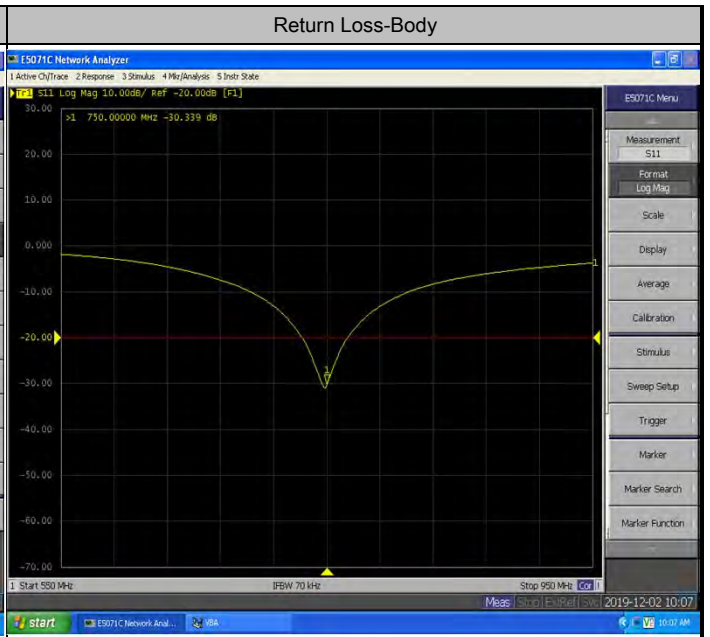 Return Loss-Body
E5071C Network Analyzer
1 Active Ch/Trace 2 Response 3 Stimulus 4 Mkr/Analysis 5 Instr State
Tr1 S11 Log Mag 10.00dB/ Ref -20.00dB [F1]
>1 750.00000 MHz -30.339 dB
30.00
20.00
10.00
0.000
-10.00
-20.00
-30.00
-40.00
-50.00
-60.00
-70.00
1
1
E5071C Menu
Measurement
S11
Format
Log Mag
Scale
Display
Average
Calibration
Stimulus
Sweep Setup
Trigger
Marker
Marker Search
Marker Function
1 Start 550 MHz IFBW 70 kHz Stop 950 MHz Cor !
Meas Stop ExtRef Svc 2019-12-02 10:07
start E5071C Network Anal... VBA 10:07 AM